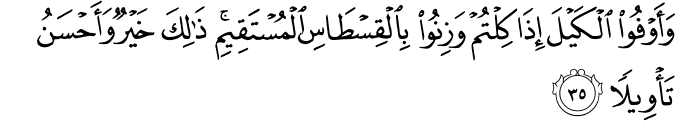 وَأَوْفُوا۟ ٱلْكَيْلَ إِذَا كِلْتُمْ وَزِنُوا۟ بِٱلْقِسْطَاسِ ٱلْمُسْتَقِيمِ ۚ ذَٰلِكَ خَيْرٌ وَأَحْسَنُ
تَأْوِيلًا ٣٥